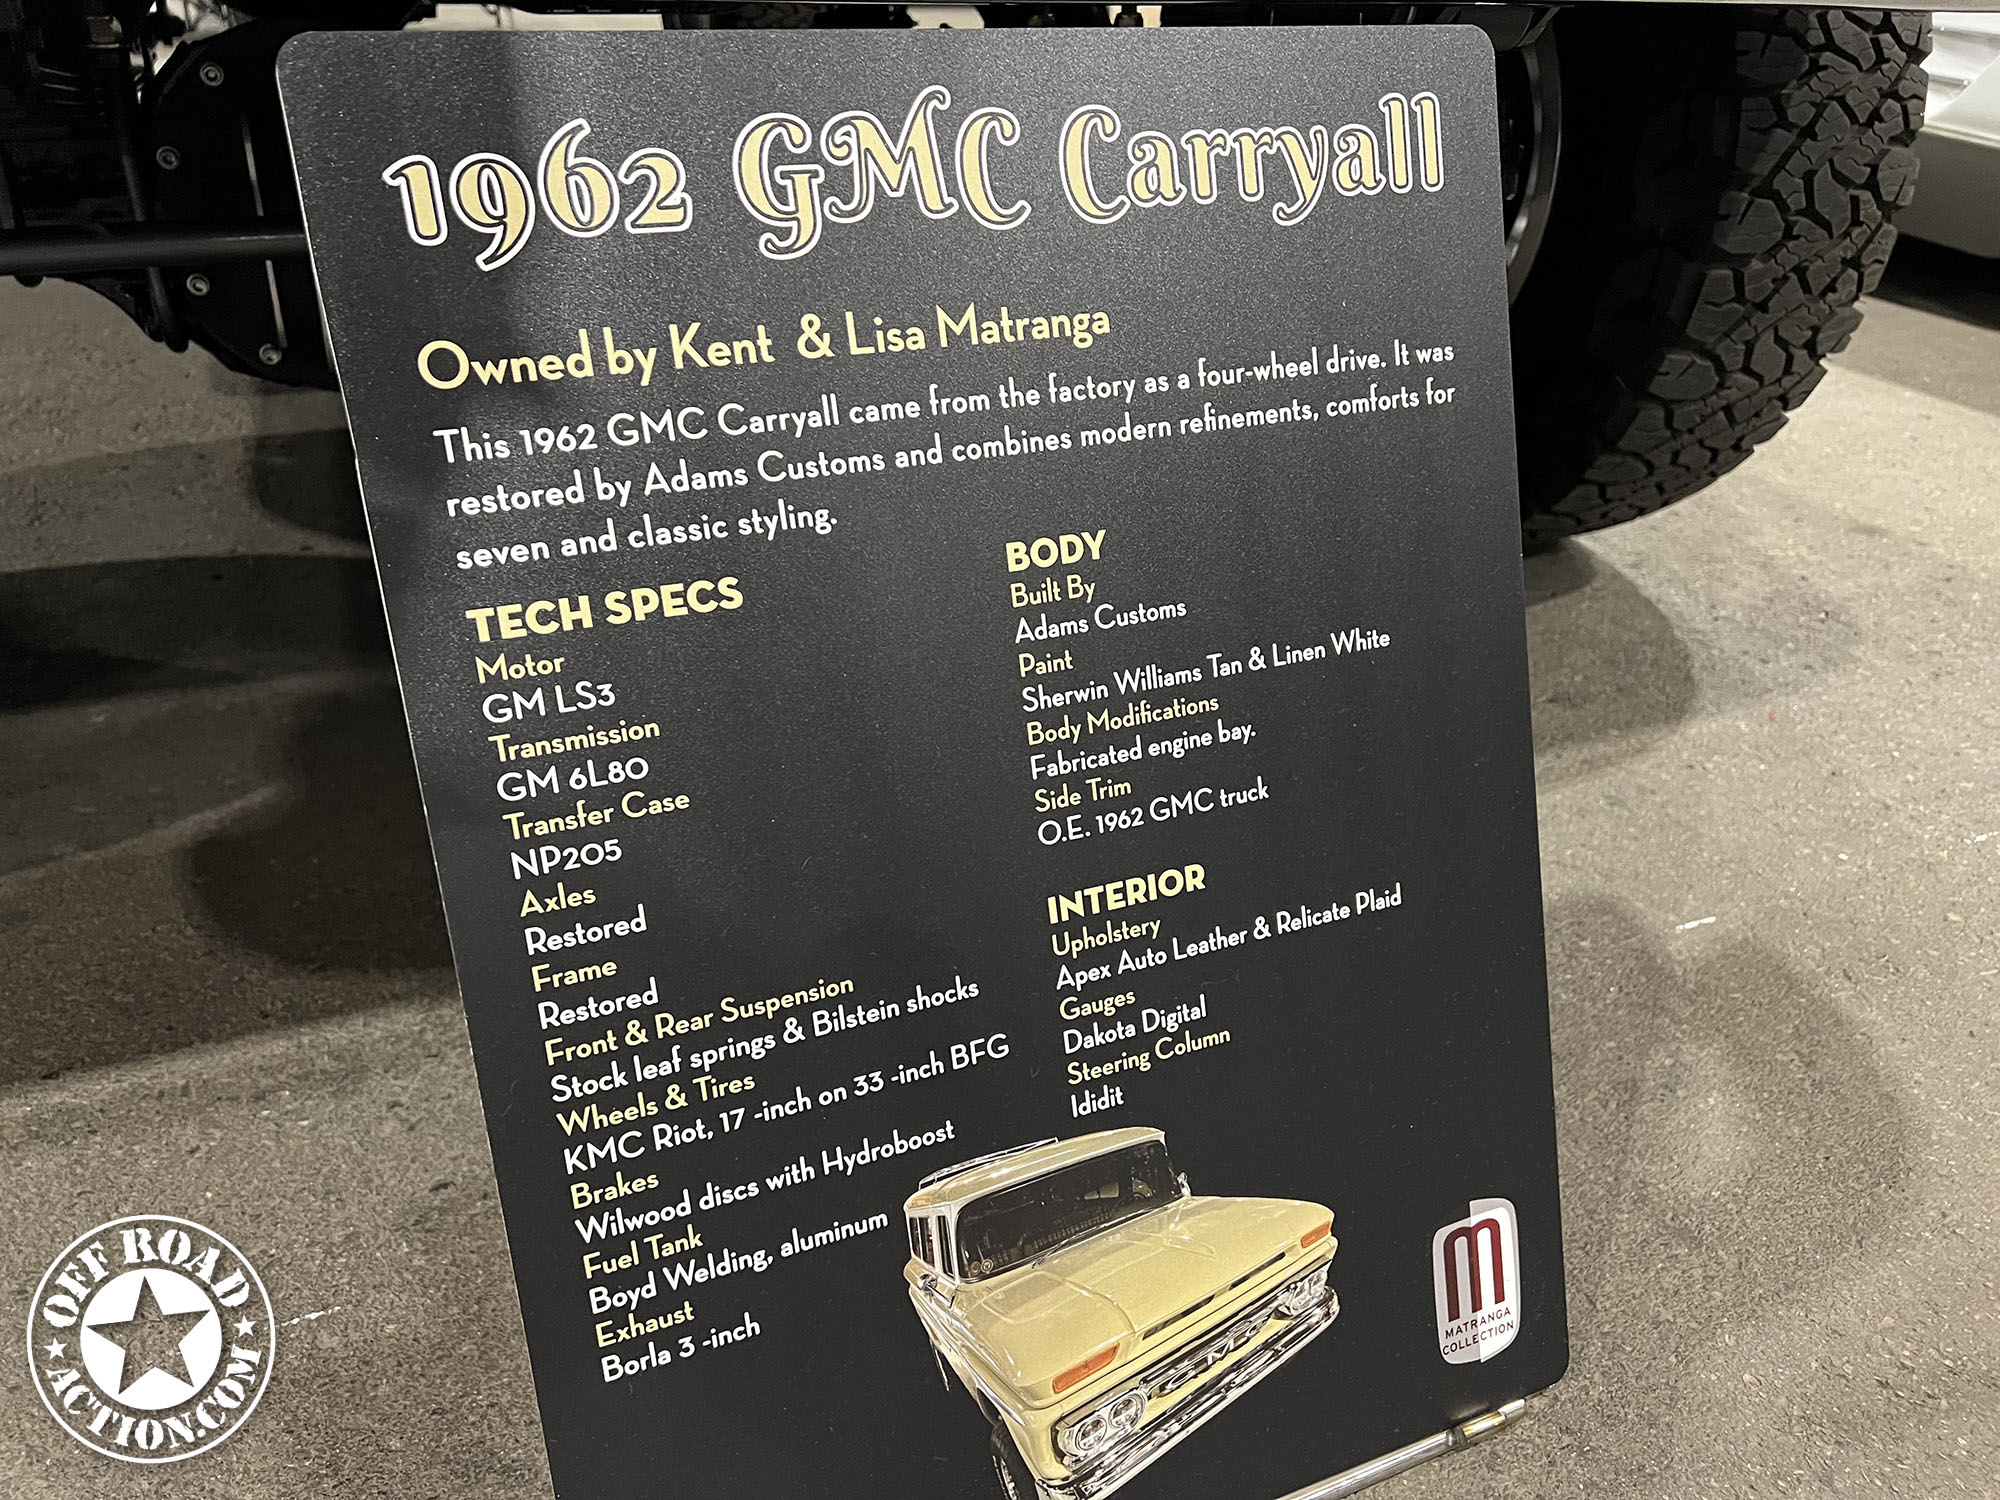 1962 GMC Carryall
Owned by Kent & Lisa Matranga
This 1962 GMC Carryall came from the factory as a four-wheel drive. It was
restored by Adams Customs and combines modern refinements, comforts for
seven and classic styling.
TECH SPECS
Motor
GM LS3
Transmission
GM 6L80
Transfer Case
NP205
Axles
Restored
Frame
Restored
Front & Rear Suspension
Stock leaf springs & Bilstein shocks
Wheels & Tires
KMC Riot, 17 -inch on 33 -inch BFG
Brakes
Wilwood discs with Hydroboost
Fuel Tank
Boyd Welding, aluminum
Exhaust
Borla 3 -inch
BODY
Built By
Adams Customs
Paint
Sherwin Williams Tan & Linen White
Body Modifications
Fabricated engine bay.
Side Trim
O.E. 1962 GMC truck
INTERIOR
Upholstery
Apex Auto Leather & Relicate Plaid
Gauges
Dakota Digital
Steering Column
Ididit
GMC
m
MATRANGA
COLLECTION
OFF ROAD
ACTION.COM